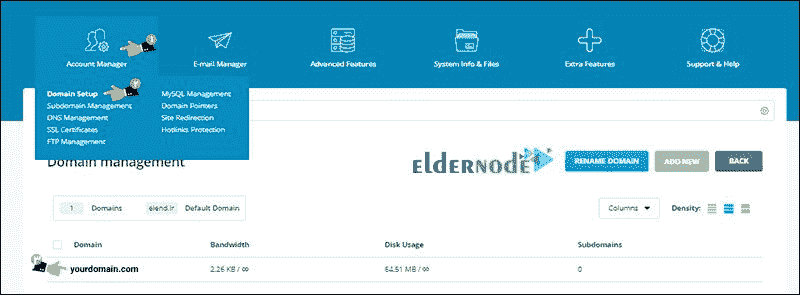 Account Manager
E-mail Manager
Advanced Features
System Info & Files
Extra Features
Support & Help
Domain Setup
MySQL Management
Subdomain Management
Domain Pointers
DNS Management
Site Redirection
SSL Certificates
Hotlinks Protection
FTP Management
Domain management
ELDERNODE
RENAME DOMAIN
ADD NEW
BACK
1 Domains
elend.ir Default Domain
Columns
Density:
Domain Bandwidth Disk Usage Subdomains
yourdomain.com 2.26 KB / ∞ 64.51 MB / ∞ 0